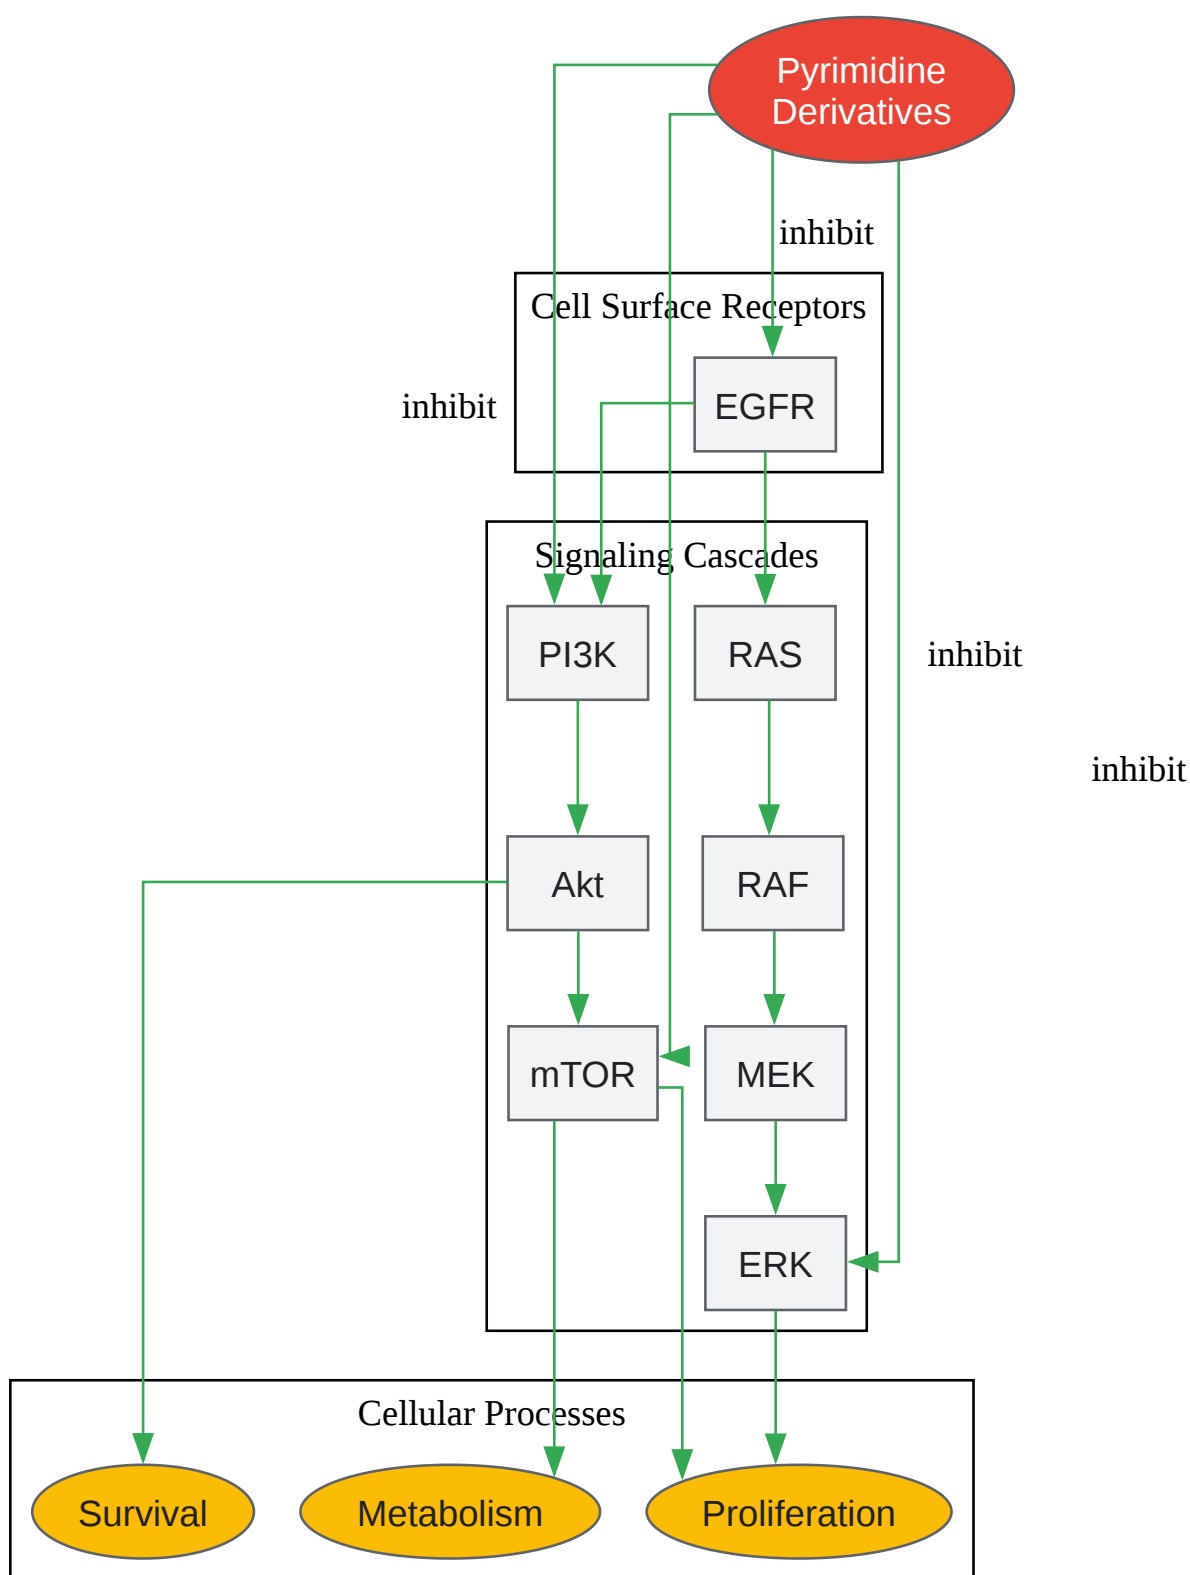 Pyrimidine
Derivatives
inhibit
Cell Surface Receptors
inhibit
EGFR
Signaling Cascades
PI3K
RAS
inhibit
inhibit
Akt
RAF
mTOR
MEK
ERK
Cellular Processes
Survival
Metabolism
Proliferation